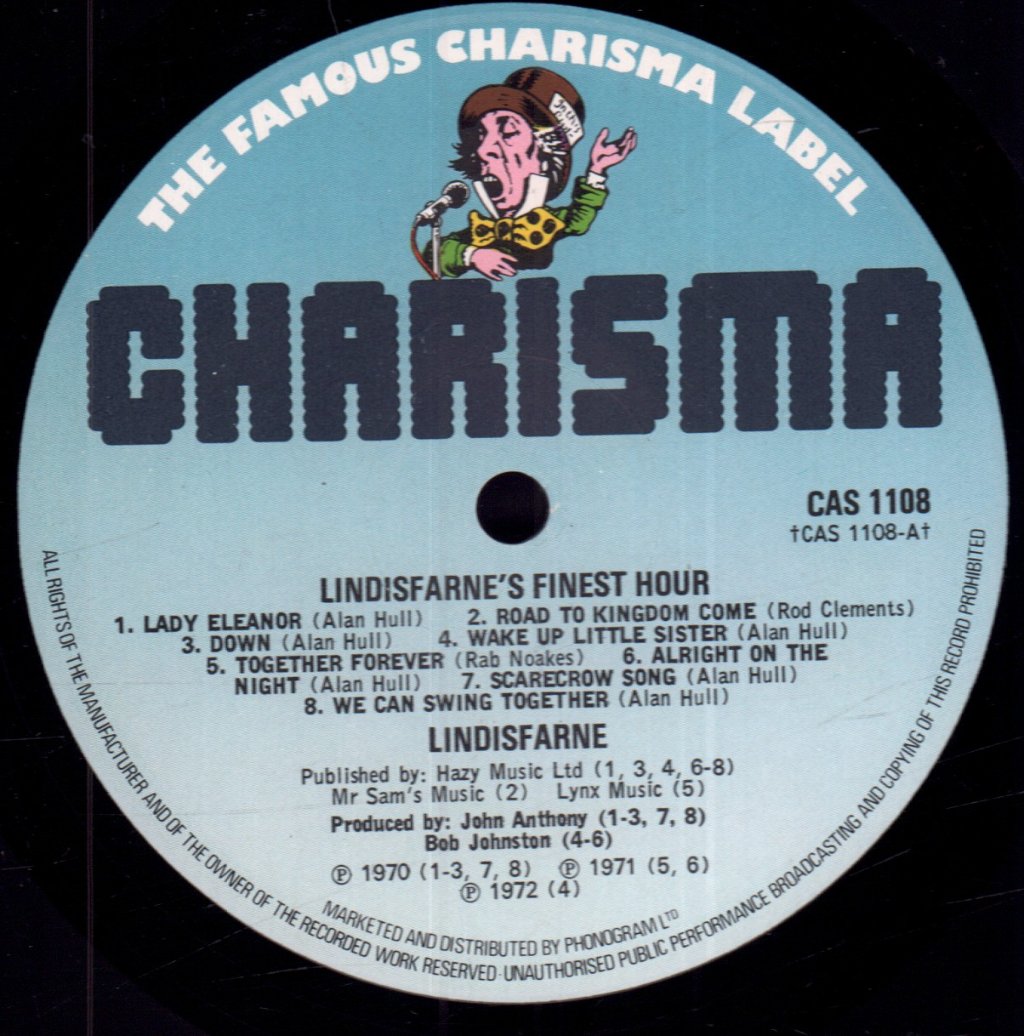 THE FAMOUS CHARISMA LABEL
CHARISMA
CAS 1108
†CAS 1108-A†
LINDISFARNE'S FINEST HOUR
1. LADY ELEANOR (Alan Hull) 2. ROAD TO KINGDOM COME (Rod Clements)
3. DOWN (Alan Hull) 4. WAKE UP LITTLE SISTER (Alan Hull)
5. TOGETHER FOREVER (Rab Noakes) 6. ALRIGHT ON THE
NIGHT (Alan Hull) 7. SCARECROW SONG (Alan Hull)
8. WE CAN SWING TOGETHER (Alan Hull)
LINDISFARNE
Published by: Hazy Music Ltd (1, 3, 4, 6-8)
Mr Sam's Music (2) Lynx Music (5)
Produced by: John Anthony (1-3, 7, 8)
Bob Johnston (4-6)
℗ 1970 (1-3, 7, 8) ℗ 1971 (5, 6)
℗ 1972 (4)
MARKETED AND DISTRIBUTED BY PHONOGRAM LTD
ALL RIGHTS OF THE MANUFACTURER AND OF THE OWNER OF THE RECORDED WORK RESERVED · UNAUTHORISED PUBLIC PERFORMANCE BROADCASTING AND COPYING OF THIS RECORD PROHIBITED